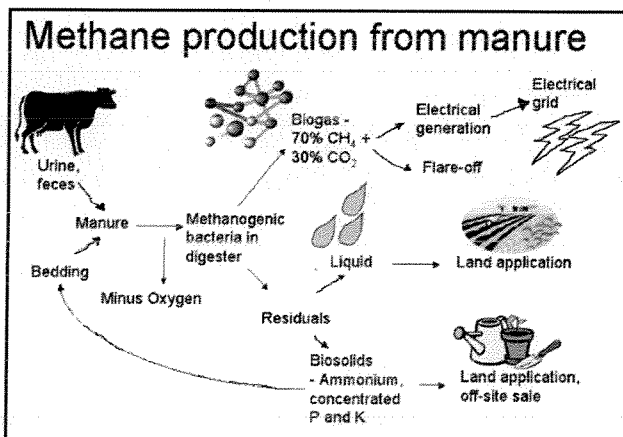 Methane production from manure
Urine,
feces
Manure
Bedding
Minus Oxygen
Methanogenic
bacteria in
digester
Biogas -
70% CH₄ +
30% CO₂
Electrical
generation
Electrical
grid
Flare-off
Liquid
Land application
Residuals
Biosolids
- Ammonium,
concentrated
P and K
Land application,
off-site sale